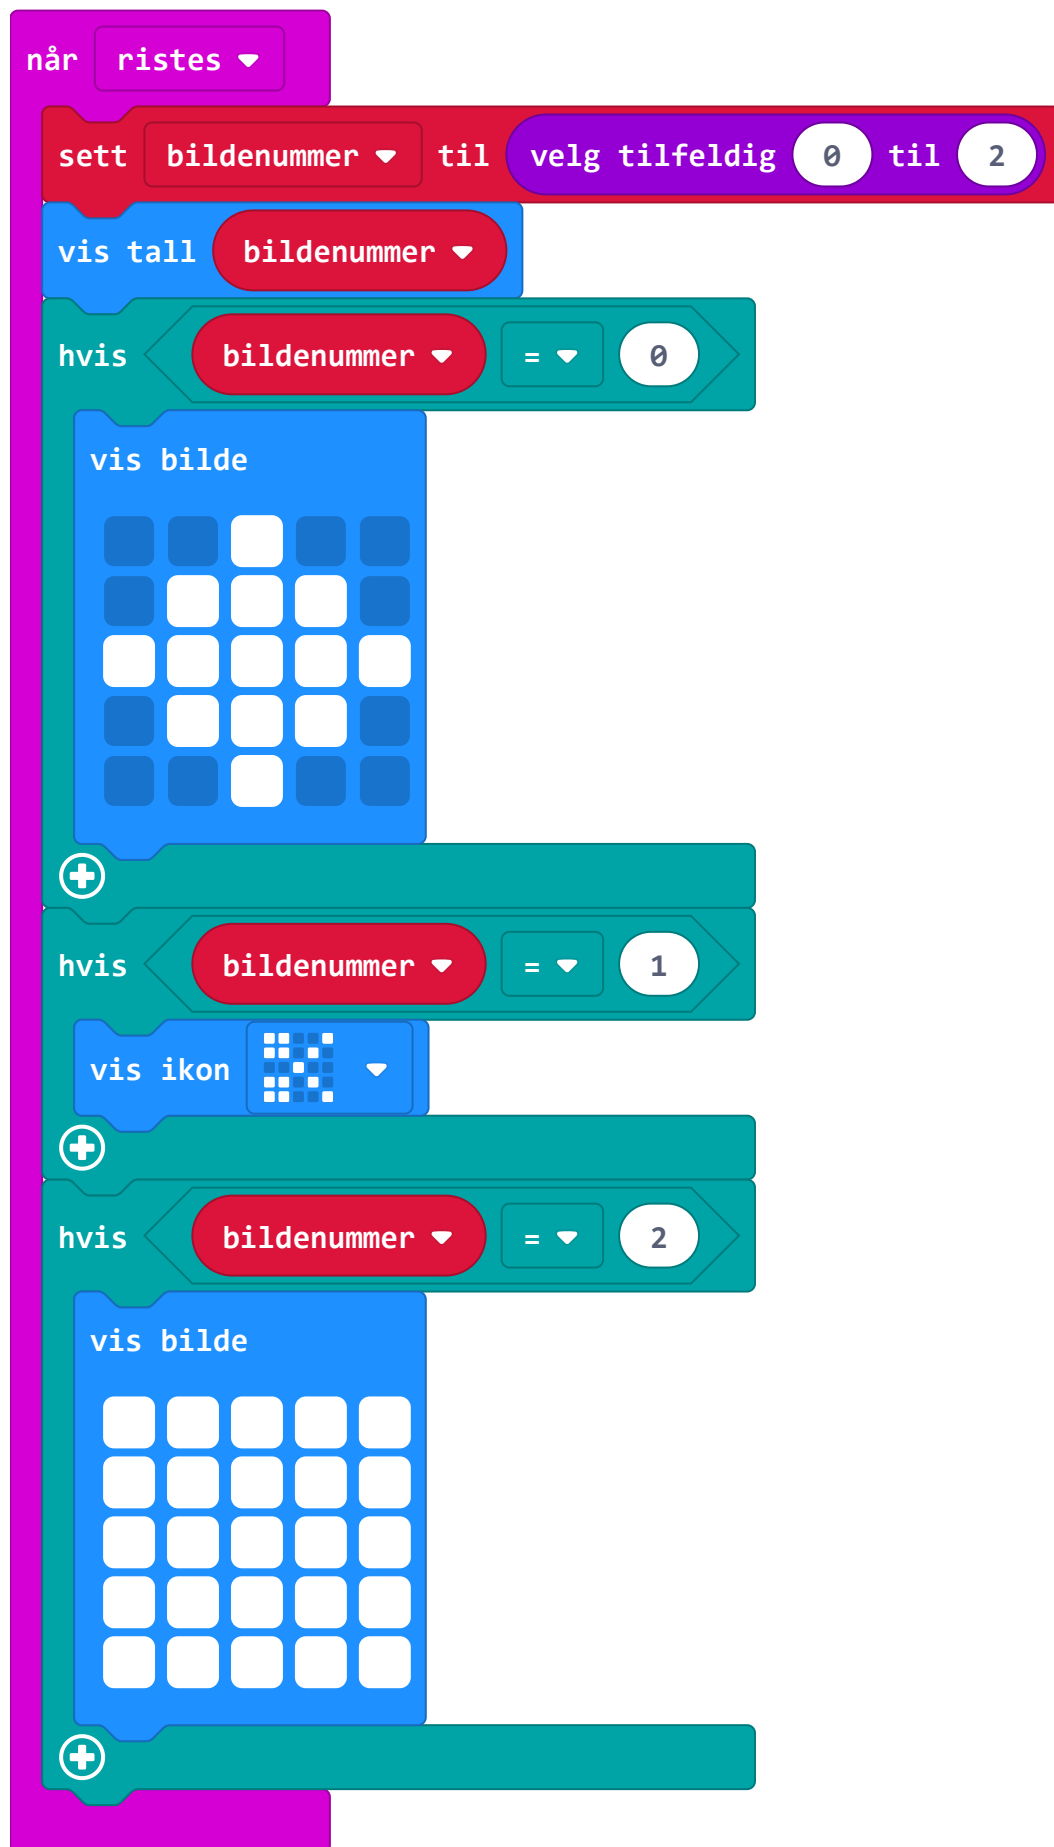 når ristes
sett bildenummer til velg tilfeldig 0 til 2
vis tall bildenummer
hvis bildenummer = 0
vis bilde
hvis bildenummer = 1
vis ikon
hvis bildenummer = 2
vis bilde